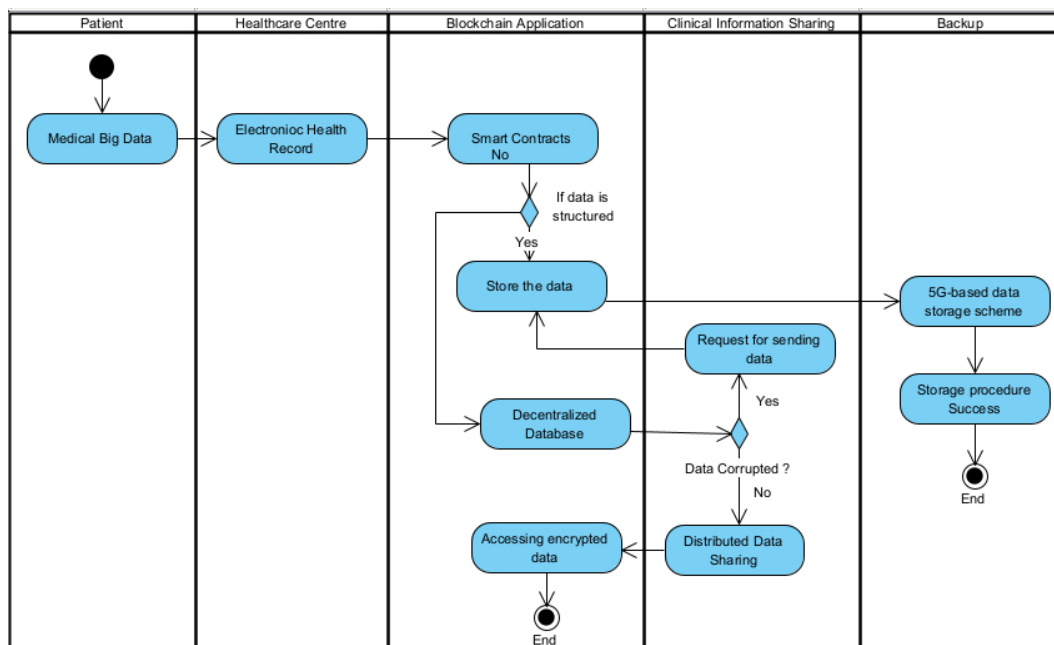 Patient
Healthcare Centre
Blockchain Application
Clinical Information Sharing
Backup
Medical Big Data
Electronioc Health
Record
Smart Contracts
No
If data is
structured
Yes
Store the data
5G-based data
storage scheme
Request for sending
data
Storage procedure
Success
Yes
Decentralized
Database
Data Corrupted ?
No
End
Accessing encrypted
data
Distributed Data
Sharing
End